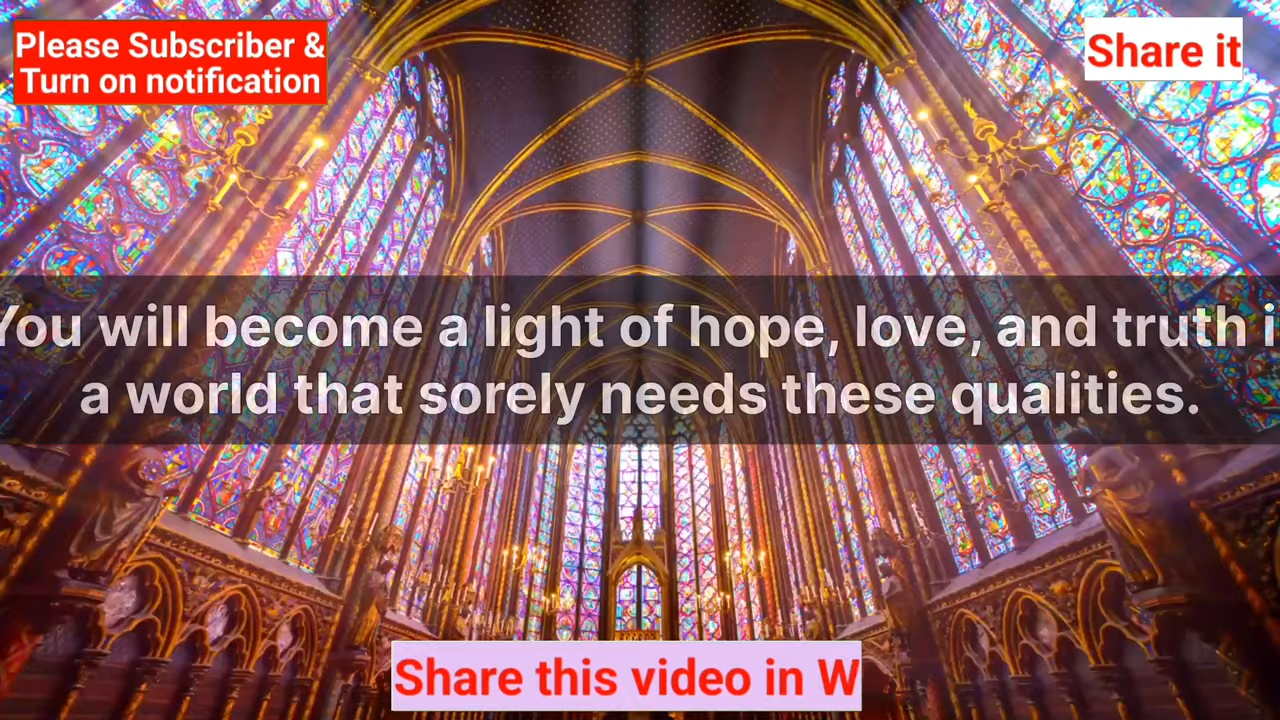 Please Subscriber &
Turn on notification
Share it
You will become a light of hope, love, and truth i
a world that sorely needs these qualities.
Share this video in W